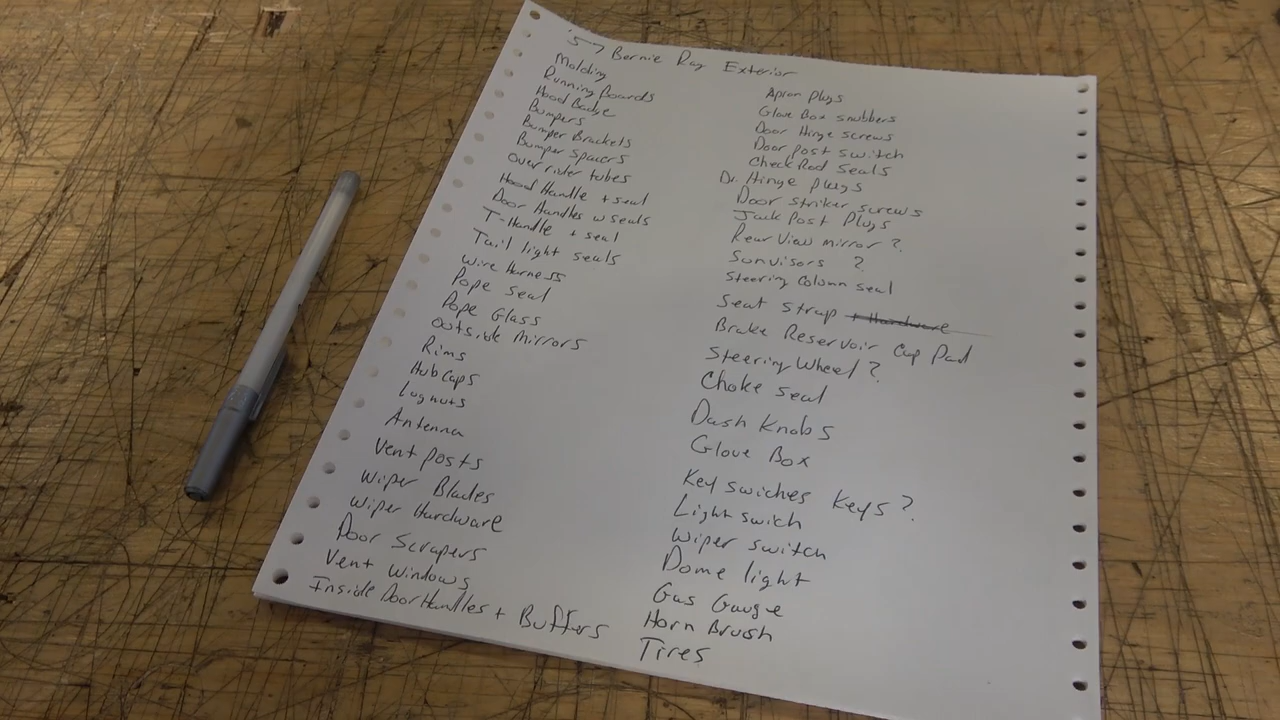 '57 Bernie Ray Exterior
Molding
Running Boards
Hood Badge
Bumpers
Bumper Brackets
Bumper spacers
Overrider tubes
Hood Handle + seal
Door Handles w seals
T-Handle + seal
Tail light seals
Wire Harness
Pope seal
Pope Glass
Outside Mirrors
Rims
Hub Caps
Lugnuts
Antenna
Vent posts
Wiper Blades
Wiper Hardware
Door Scrapers
Vent Windows
Inside Door Handles + Buffers
Apron plugs
Glove Box snubbers
Door Hinge screws
Door post switch
Check Rod seals
Dr. Hinge plugs
Door striker screws
Jack Post Plugs
Rear View mirror ?
Sunvisors ?
Steering Column seal
Seat strap + Hardware
Brake Reservoir Cap Pad
Steering Wheel ?
Choke seal
Dash Knobs
Glove Box
Key swiches Keys ?
Light swich
Wiper switch
Dome light
Gas Gauge
Horn Brush
Tires